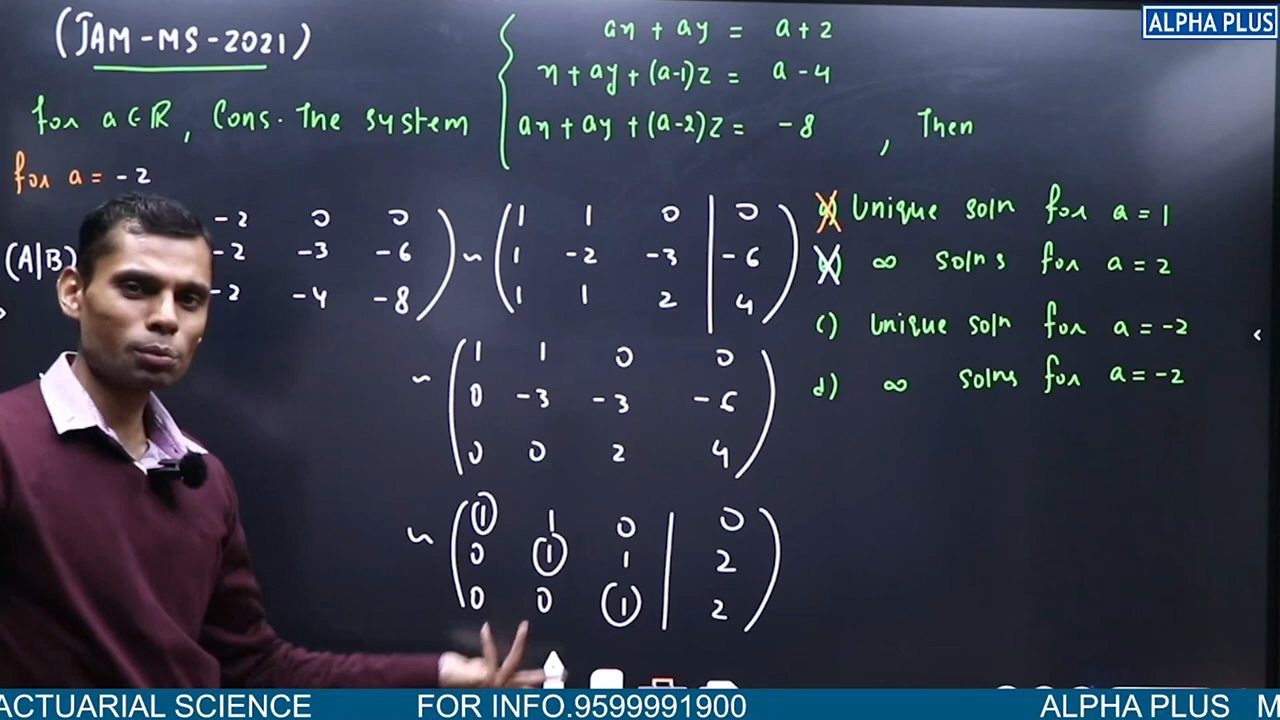 ALPHA PLUS
(JAM-MS-2021)
ax + ay = a+2
x + ay + (a-1)z = a-4
ax + ay + (a-2)z = -8
for a ∈ R, Cons. The system , Then
for a = -2
(A|B)
-2 0 0
-2 -3 -6
-2 -4 -8
~
1 1 0 | 0
1 -2 -3 | -6
1 1 2 | 4
~
1 1 0 0
0 -3 -3 -6
0 0 2 4
~
1 1 0 | 0
0 1 1 | 2
0 0 1 | 2
Unique soln for a = 1
∞ solns for a = 2
c) Unique soln for a = -2
d) ∞ solns for a = -2
ACTUARIAL SCIENCE FOR INFO.9599991900 ALPHA PLUS M